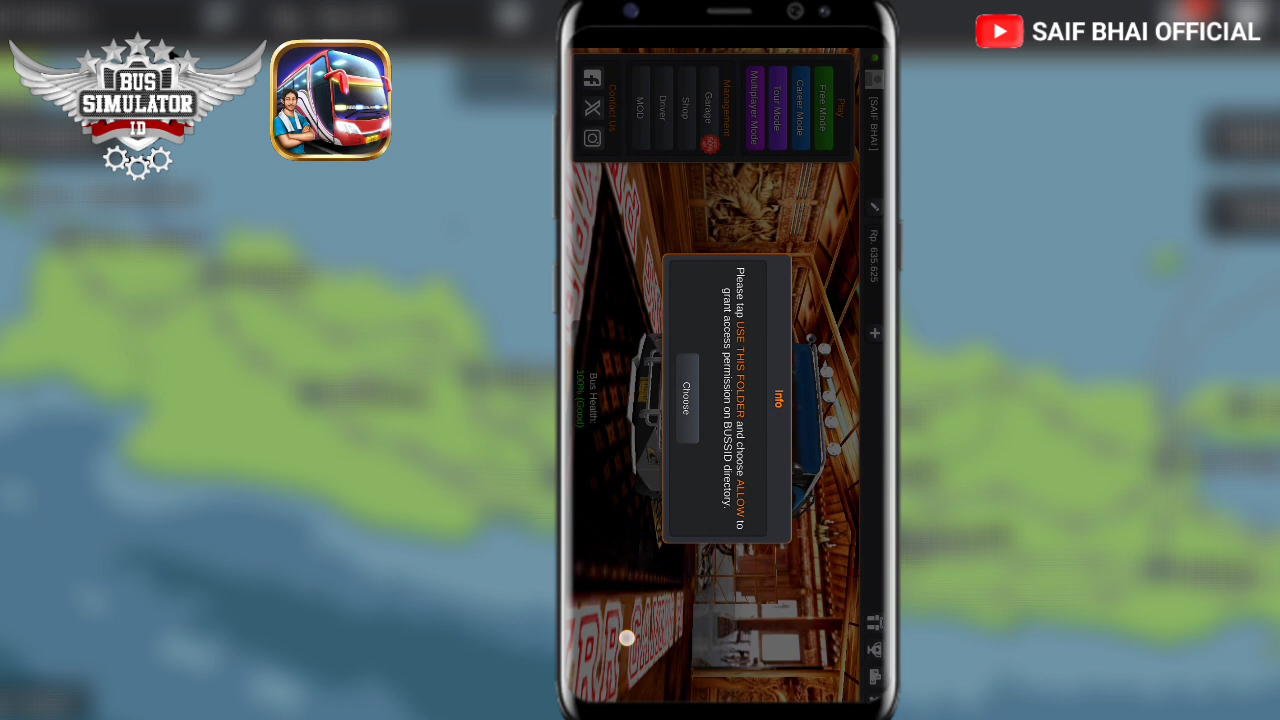 BUS
SIMULATOR
ID
SAIF BHAI OFFICIAL
[SAIF BHAI]
Rp. 635.625
Play
Free Mode
Career Mode
Tour Mode
Multiplayer Mode
Management
Garage
Shop
Driver
MOD
Contact Us
Info
Please tap USE THIS FOLDER and choose ALLOW to
grant access permission on BUSSID directory.
Choose
Bus Health:
100% (Good)